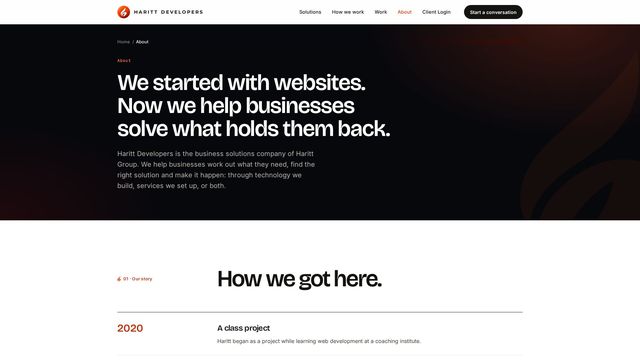 HARITT DEVELOPERS
Solutions
How we work
Work
About
Client Login
Start a conversation
Home / About
About
We started with websites.
Now we help businesses
solve what holds them back.
Haritt Developers is the business solutions company of Haritt
Group. We help businesses work out what they need, find the
right solution and make it happen: through technology we
build, services we set up, or both.
01 · Our story
How we got here.
2020
A class project
Haritt began as a project while learning web development at a coaching institute.